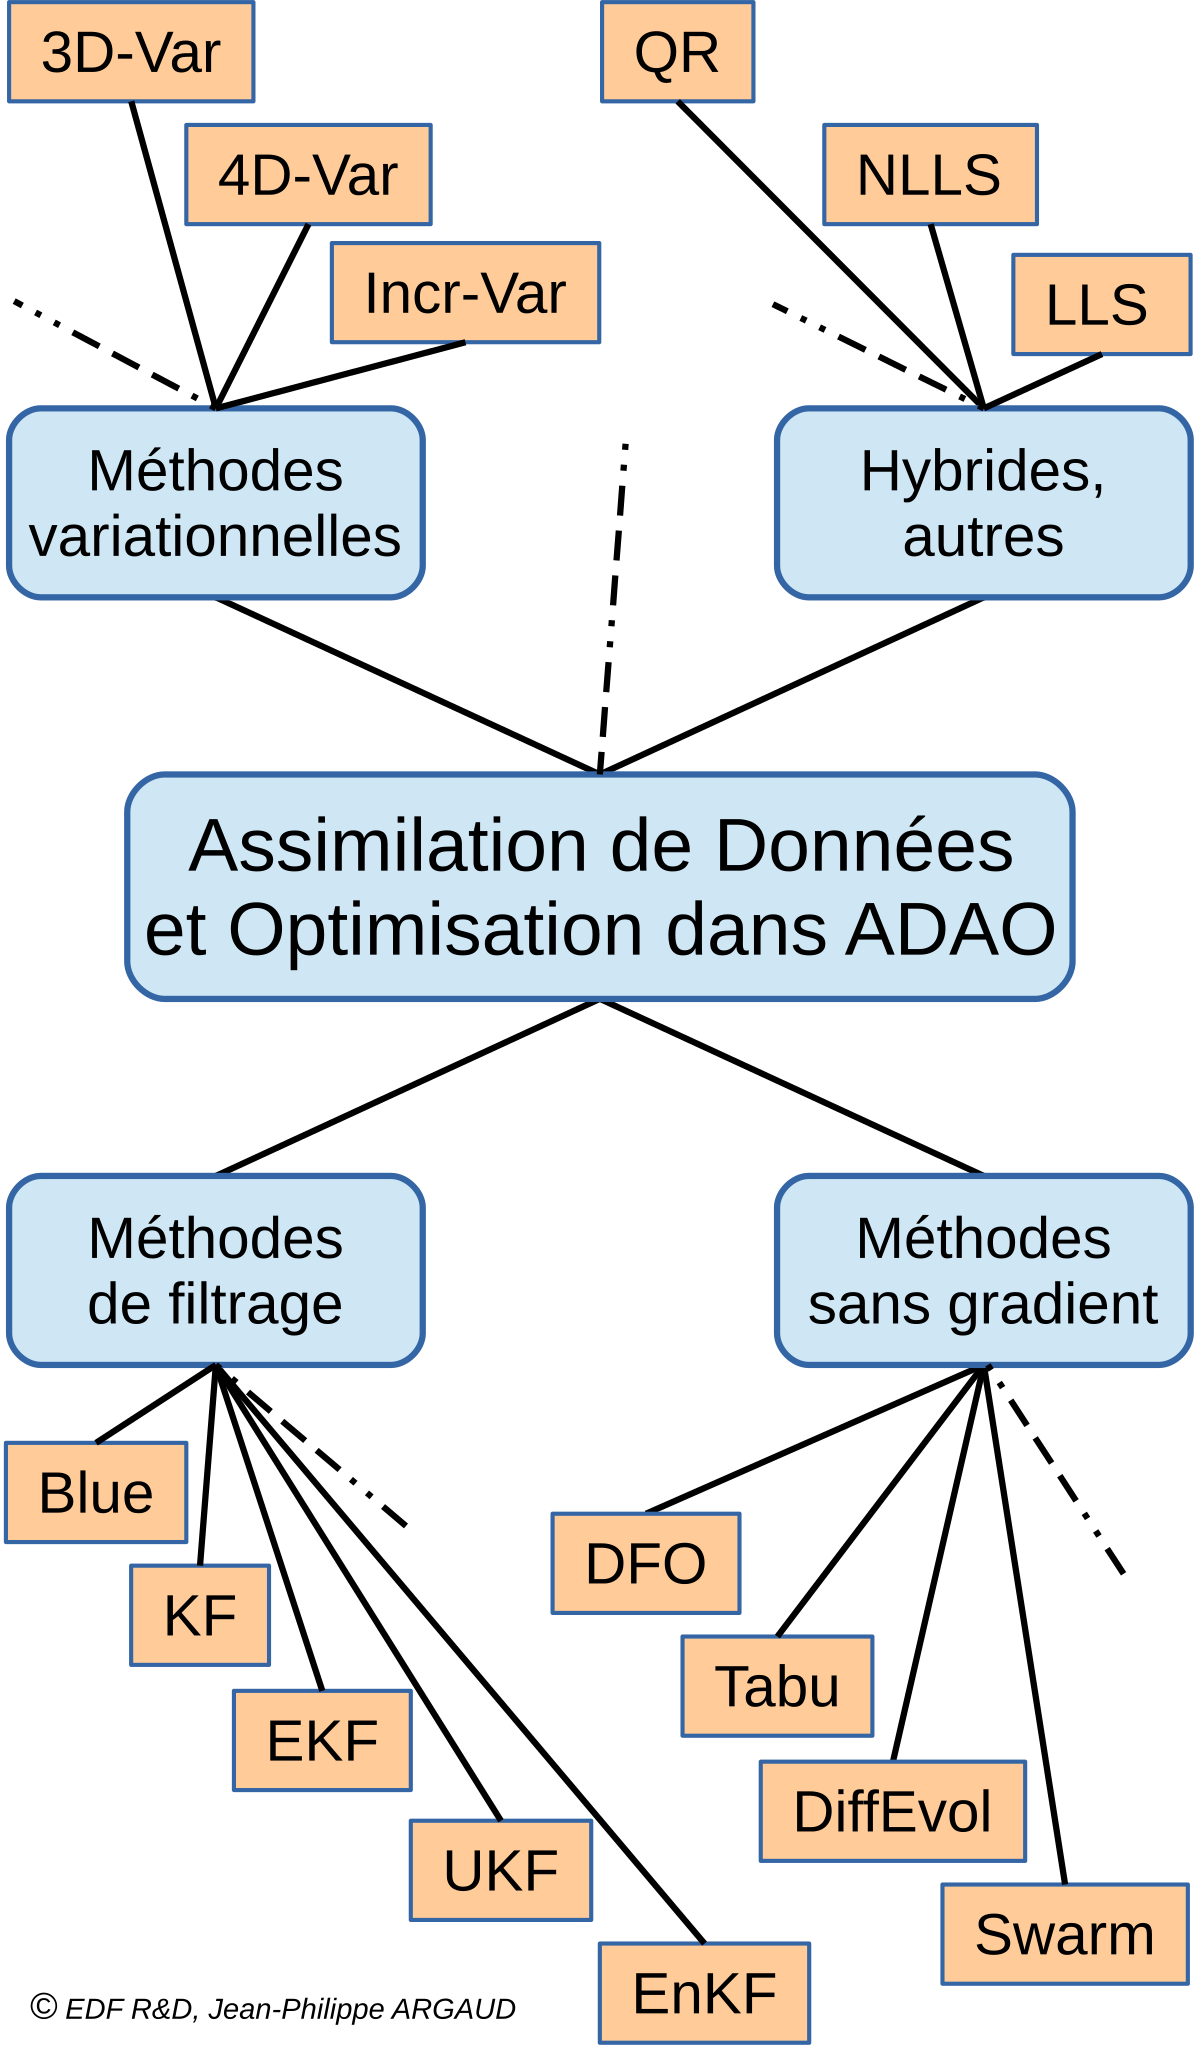 3D-Var
QR
4D-Var
NLLS
Incr-Var
LLS
Méthodes
variationnelles
Hybrides,
autres
Assimilation de Données
et Optimisation dans ADAO
Méthodes
de filtrage
Méthodes
sans gradient
Blue
KF
EKF
UKF
EnKF
DFO
Tabu
DiffEvol
Swarm
© EDF R&D, Jean-Philippe ARGAUD